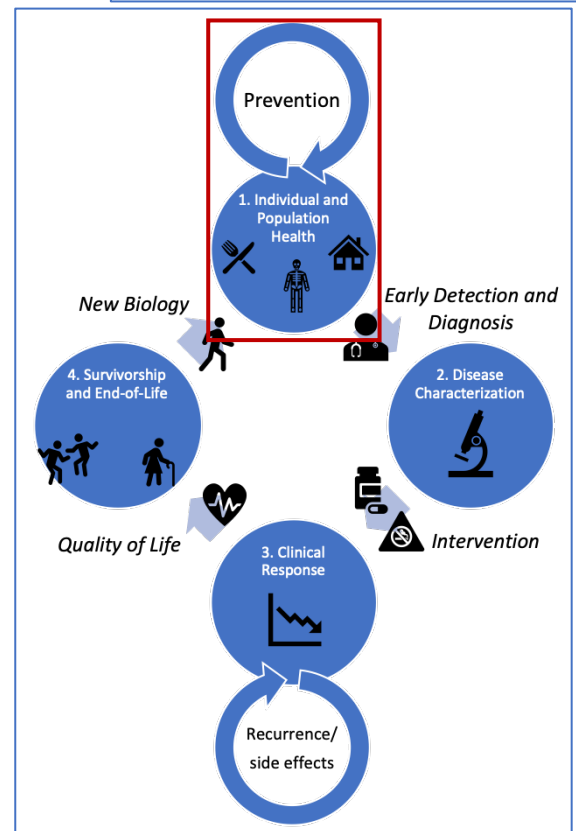 Prevention
1. Individual and
Population
Health
New Biology
Early Detection and
Diagnosis
4. Survivorship
and End-of-Life
2. Disease
Characterization
Quality of Life
Intervention
3. Clinical
Response
Recurrence/
side effects